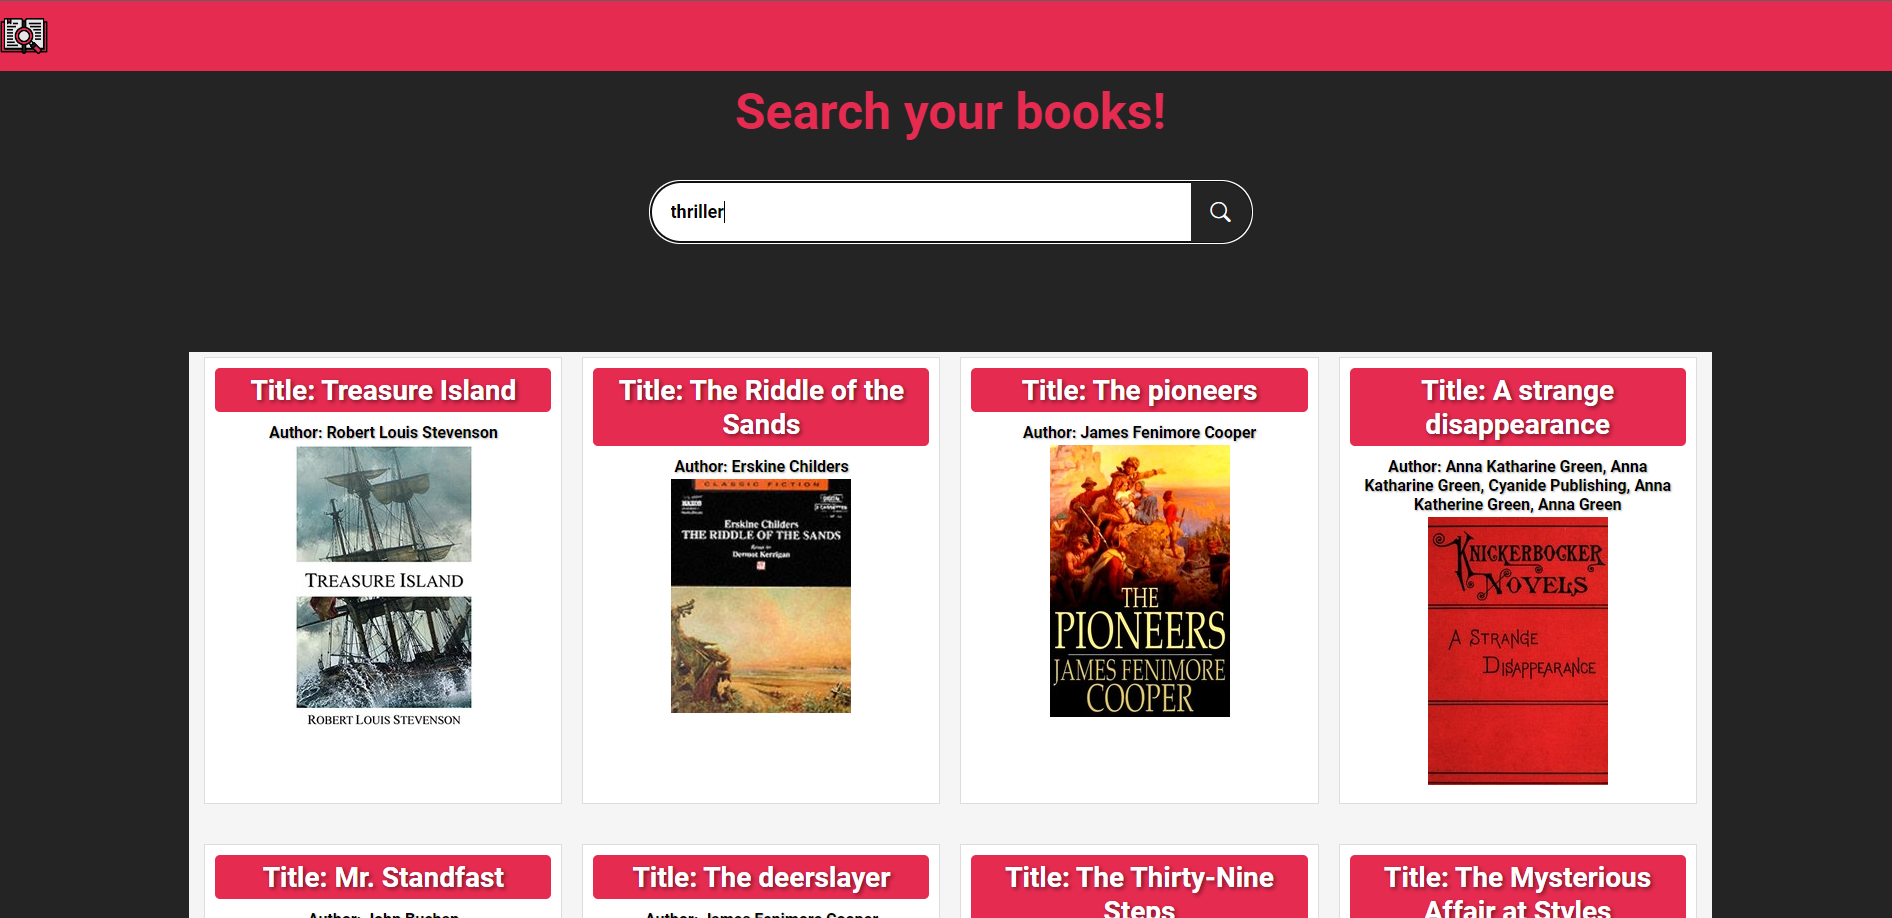 Search your books!
thriller
Title: Treasure Island
Author: Robert Louis Stevenson
TREASURE ISLAND
ROBERT LOUIS STEVENSON
Title: The Riddle of the
Sands
Author: Erskine Childers
CLASSIC FICTION
NAXOS
DIGITAL
Erskine Childers
THE RIDDLE OF THE SANDS
Read by
Dermot Kerrigan
Title: The pioneers
Author: James Fenimore Cooper
THE
PIONEERS
JAMES FENIMORE
COOPER
Title: A strange
disappearance
Author: Anna Katharine Green, Anna
Katharine Green, Cyanide Publishing, Anna
Katherine Green, Anna Green
KNICKERBOCKER
NOVELS
A STRANGE
DISAPPEARANCE
Title: Mr. Standfast
Author: John Buchan
Title: The deerslayer
Author: James Fenimore Cooper
Title: The Thirty-Nine
Steps
Title: The Mysterious
Affair at Styles